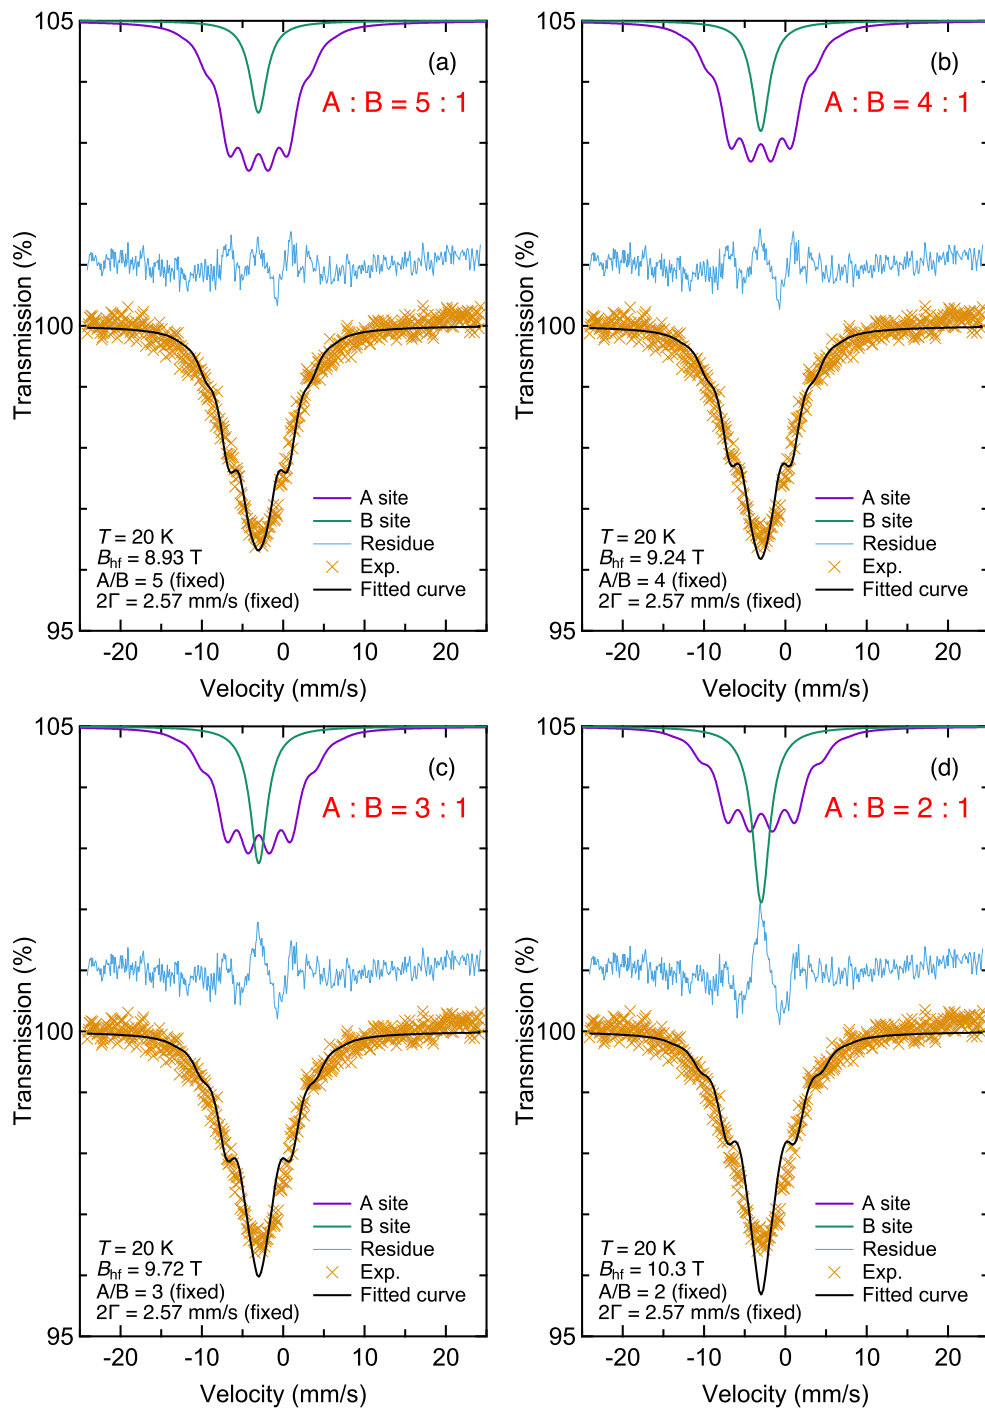 105
(a)
A : B = 5 : 1
Transmission (%)
100
A site
B site
Residue
Exp.
Fitted curve
T = 20 K
Bhf = 8.93 T
A/B = 5 (fixed)
2Γ = 2.57 mm/s (fixed)
95
-20 -10 0 10 20
Velocity (mm/s)
105
(b)
A : B = 4 : 1
Transmission (%)
100
A site
B site
Residue
Exp.
Fitted curve
T = 20 K
Bhf = 9.24 T
A/B = 4 (fixed)
2Γ = 2.57 mm/s (fixed)
95
-20 -10 0 10 20
Velocity (mm/s)
105
(c)
A : B = 3 : 1
Transmission (%)
100
A site
B site
Residue
Exp.
Fitted curve
T = 20 K
Bhf = 9.72 T
A/B = 3 (fixed)
2Γ = 2.57 mm/s (fixed)
95
-20 -10 0 10 20
Velocity (mm/s)
105
(d)
A : B = 2 : 1
Transmission (%)
100
A site
B site
Residue
Exp.
Fitted curve
T = 20 K
Bhf = 10.3 T
A/B = 2 (fixed)
2Γ = 2.57 mm/s (fixed)
95
-20 -10 0 10 20
Velocity (mm/s)